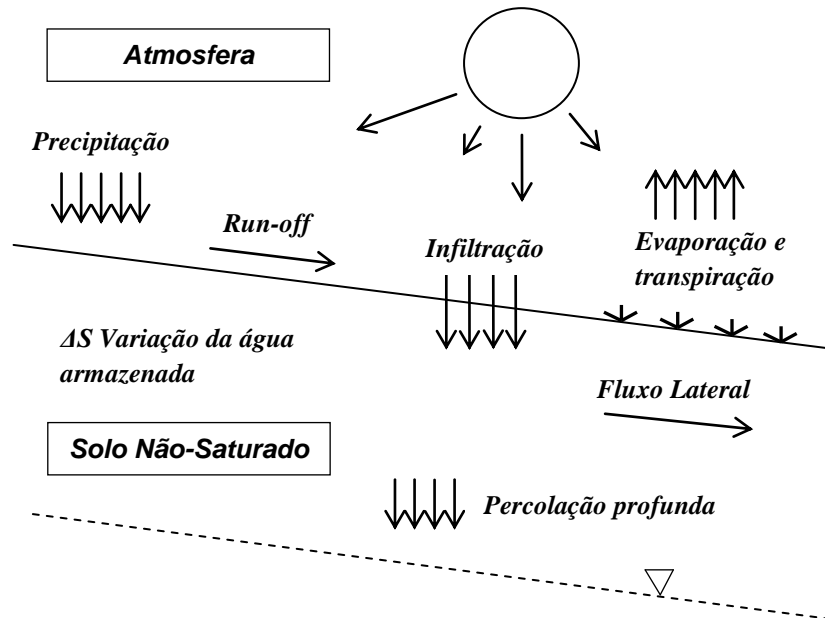 Atmosfera
Precipitação
Run-off
Infiltração
Evaporação e
transpiração
ΔS Variação da água
armazenada
Fluxo Lateral
Solo Não-Saturado
Percolação profunda